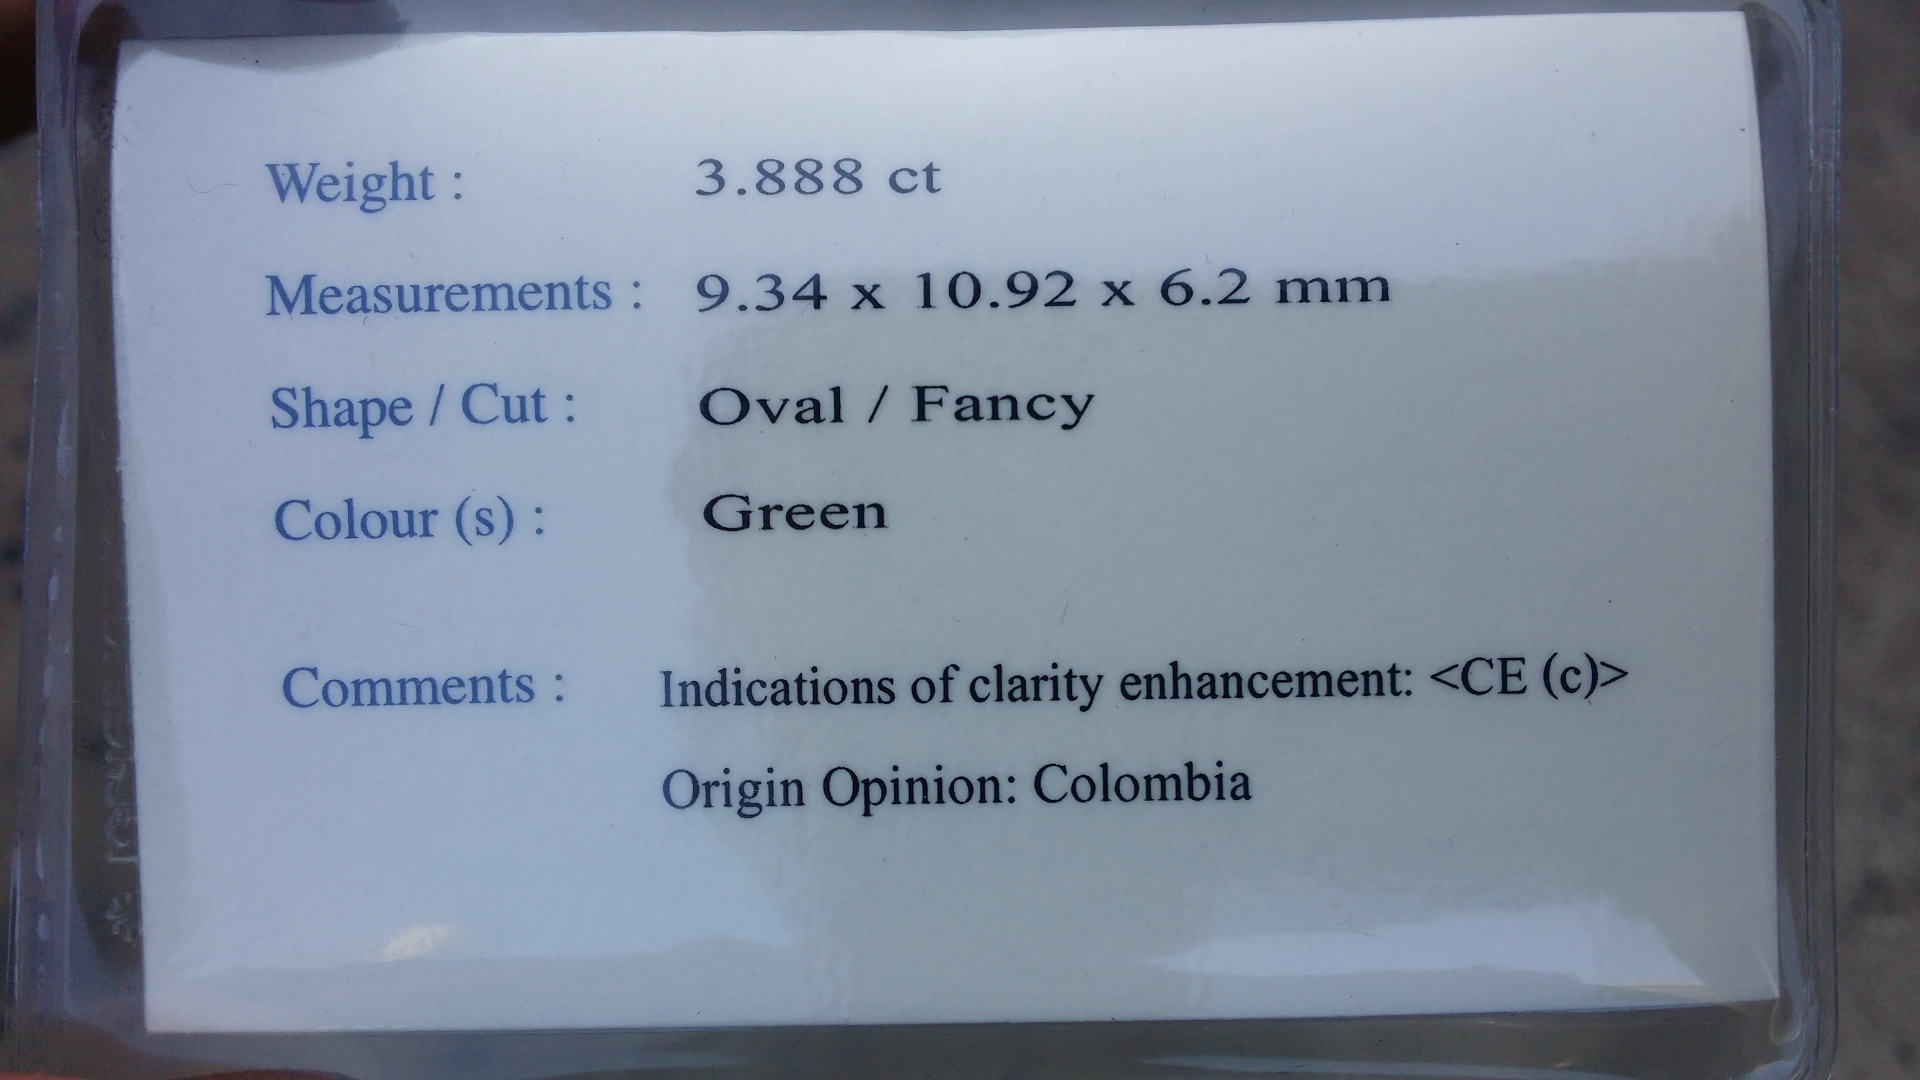 Weight : 3.888 ct
Measurements : 9.34 x 10.92 x 6.2 mm
Shape / Cut : Oval / Fancy
Colour (s) : Green
Comments : Indications of clarity enhancement: <CE (c)>
Origin Opinion: Colombia